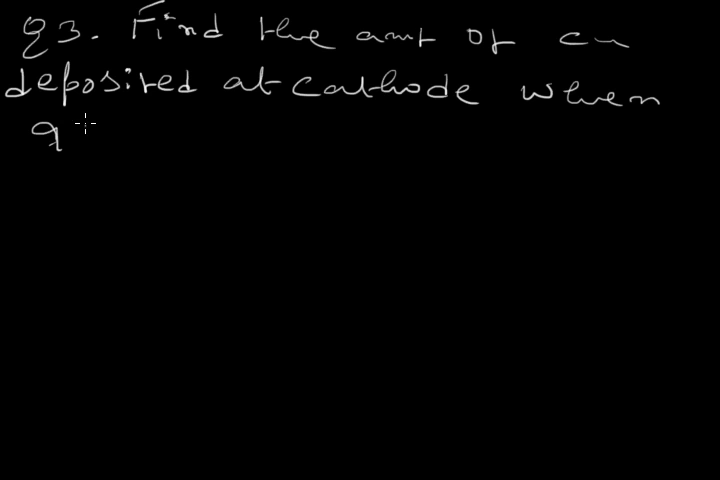 Q3. Find the amt of cu
deposited at cathode when
a